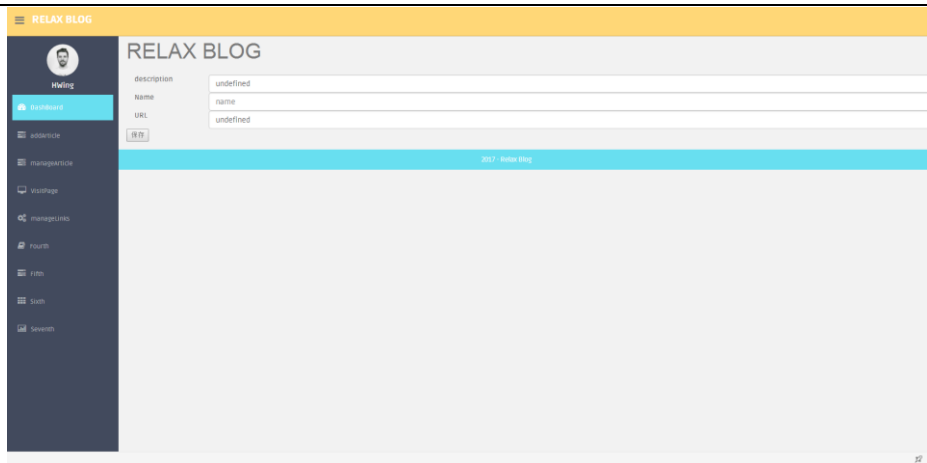 RELAX BLOG
HWing
Dashboard
addarticle
manageArticle
VisitPage
manageLinks
Fourth
Fifth
Sixth
Seventh
RELAX BLOG
description
undefined
Name
name
URL
undefined
保存
2017 - Relax Blog